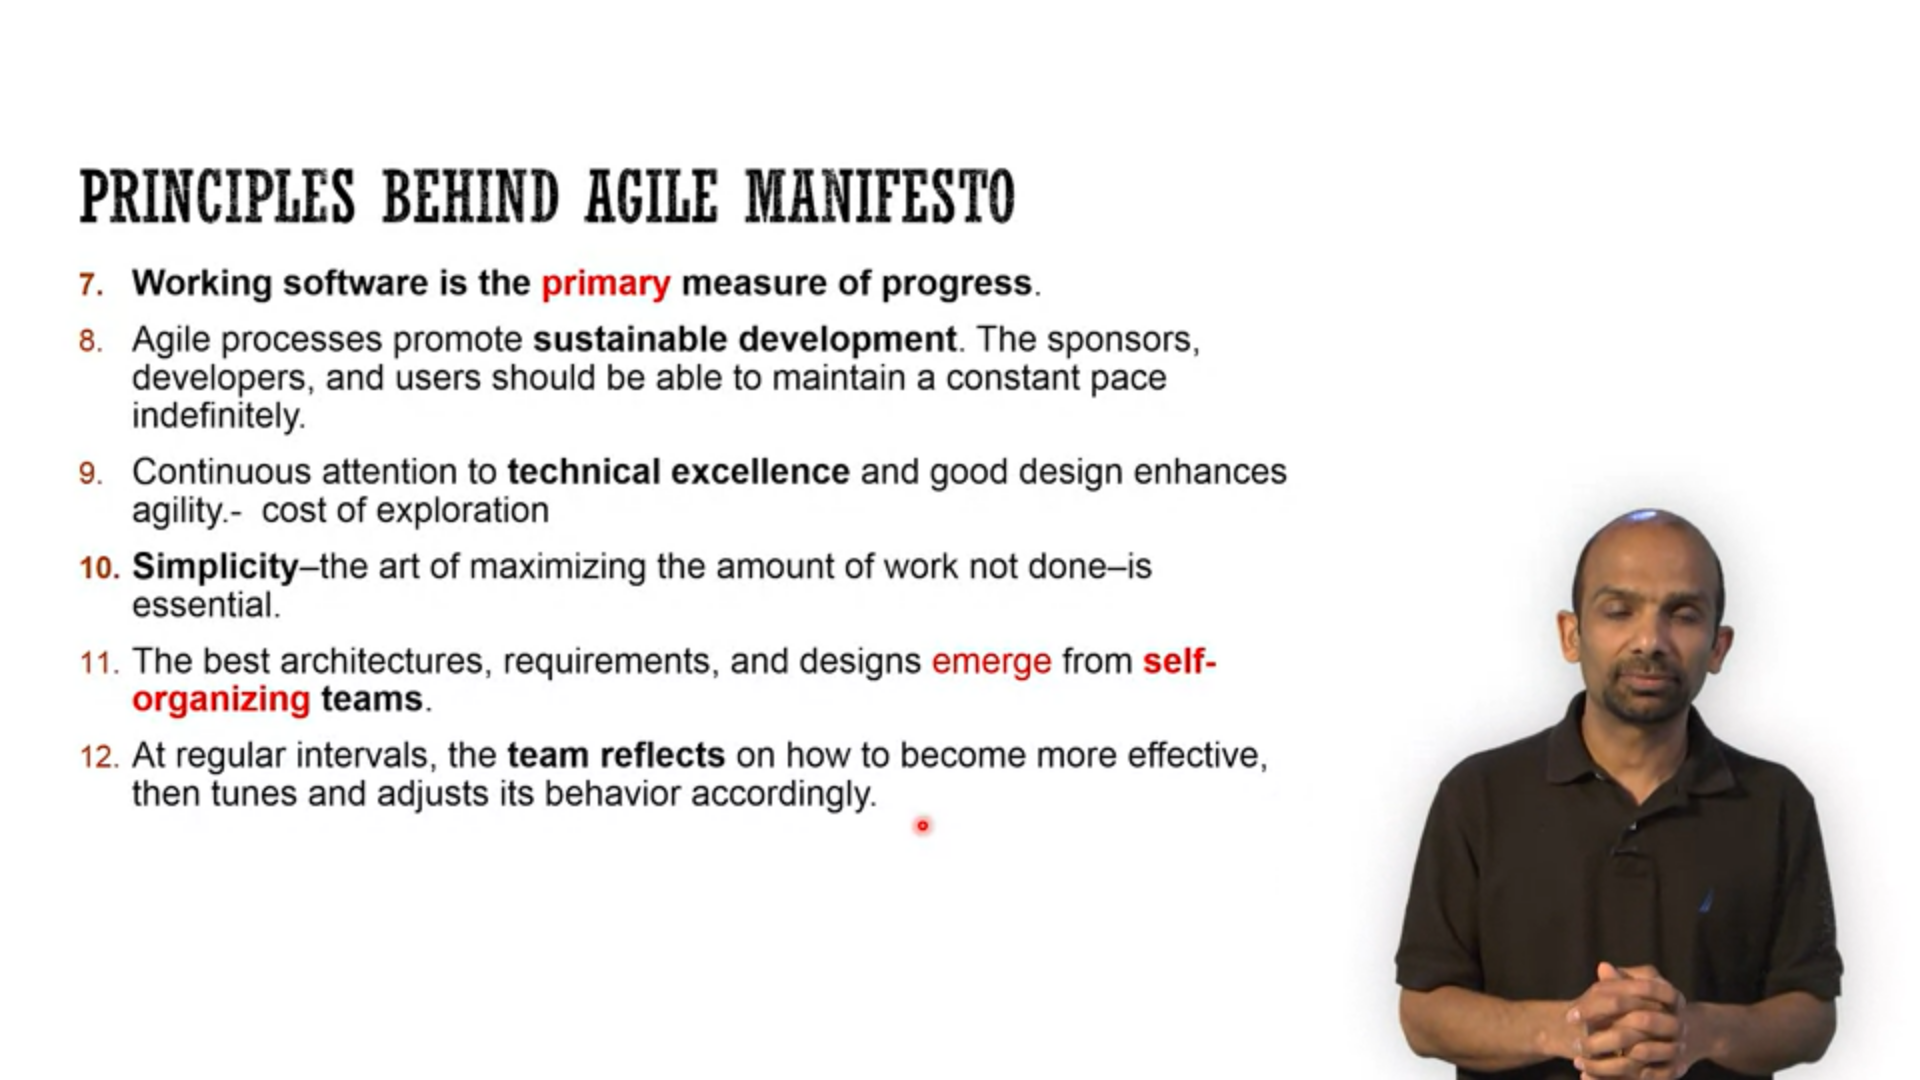 PRINCIPLES BEHIND AGILE MANIFESTO
7. Working software is the primary measure of progress.
8. Agile processes promote sustainable development. The sponsors,
developers, and users should be able to maintain a constant pace
indefinitely.
9. Continuous attention to technical excellence and good design enhances
agility.-  cost of exploration
10. Simplicity–the art of maximizing the amount of work not done–is
essential.
11. The best architectures, requirements, and designs emerge from self-
organizing teams.
12. At regular intervals, the team reflects on how to become more effective,
then tunes and adjusts its behavior accordingly.